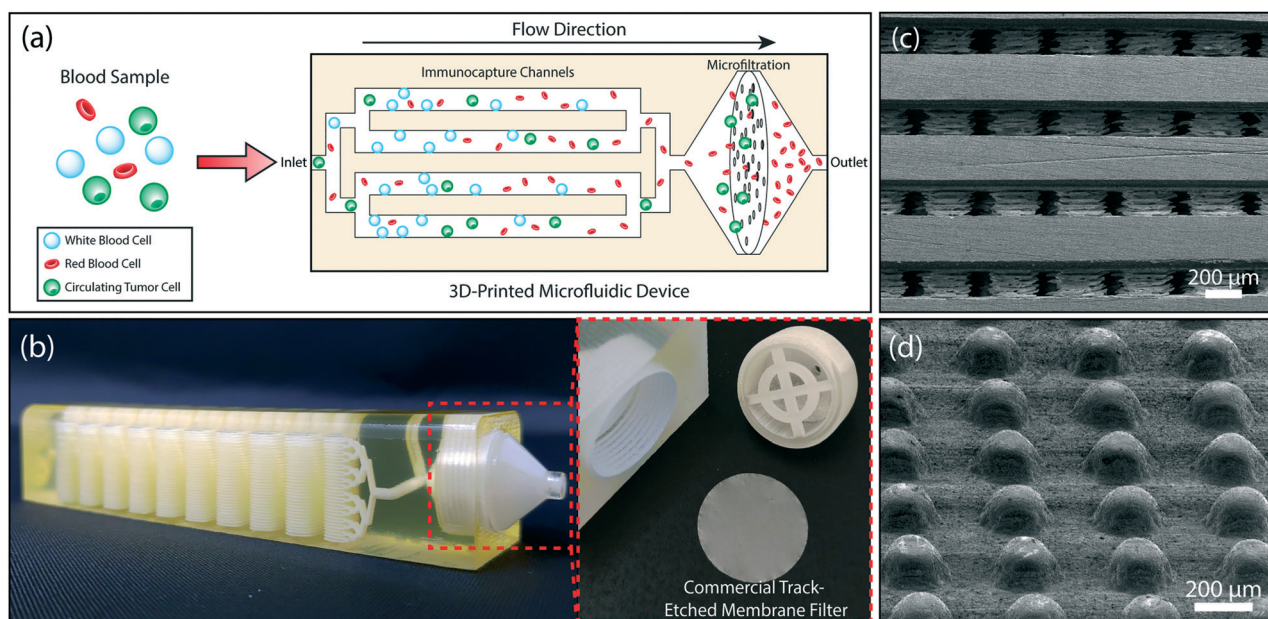 (a)
Flow Direction
Blood Sample
Immunocapture Channels
Microfiltration
Inlet
Outlet
White Blood Cell
Red Blood Cell
Circulating Tumor Cell
3D-Printed Microfluidic Device
(b)
Commercial Track-
Etched Membrane Filter
(c)
200 μm
(d)
200 μm